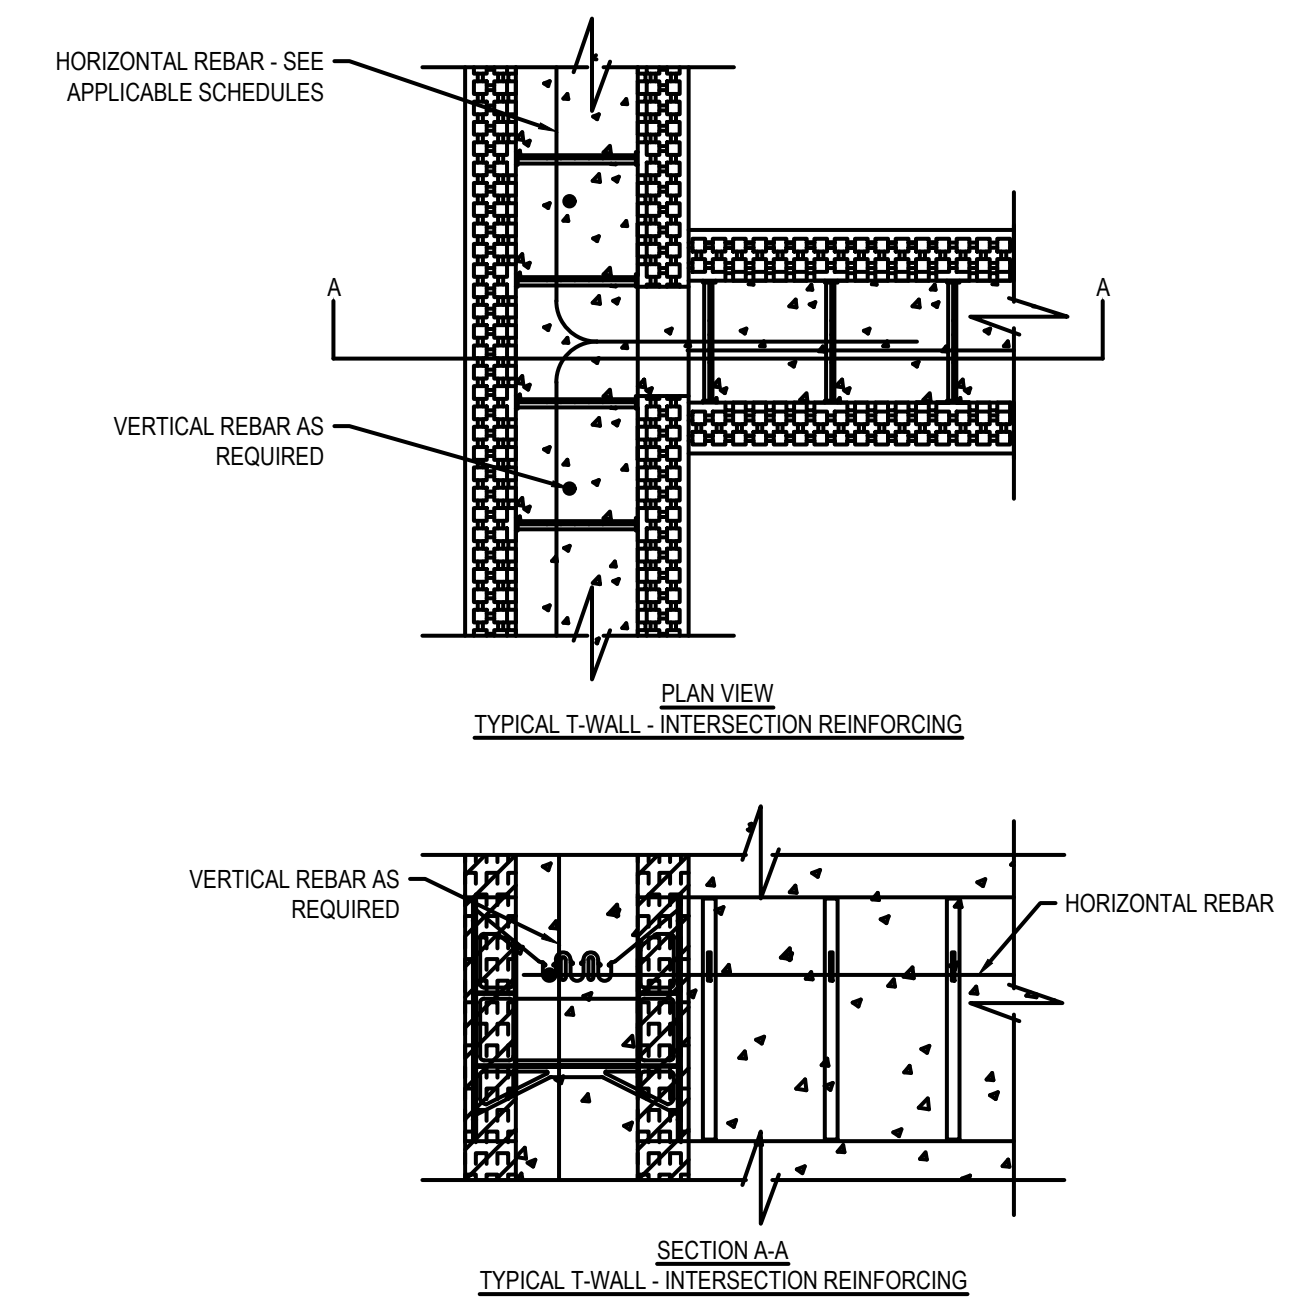 HORIZONTAL REBAR - SEE
APPLICABLE SCHEDULES
A
A
VERTICAL REBAR AS
REQUIRED
PLAN VIEW
TYPICAL T-WALL - INTERSECTION REINFORCING
VERTICAL REBAR AS
REQUIRED
HORIZONTAL REBAR
SECTION A-A
TYPICAL T-WALL - INTERSECTION REINFORCING